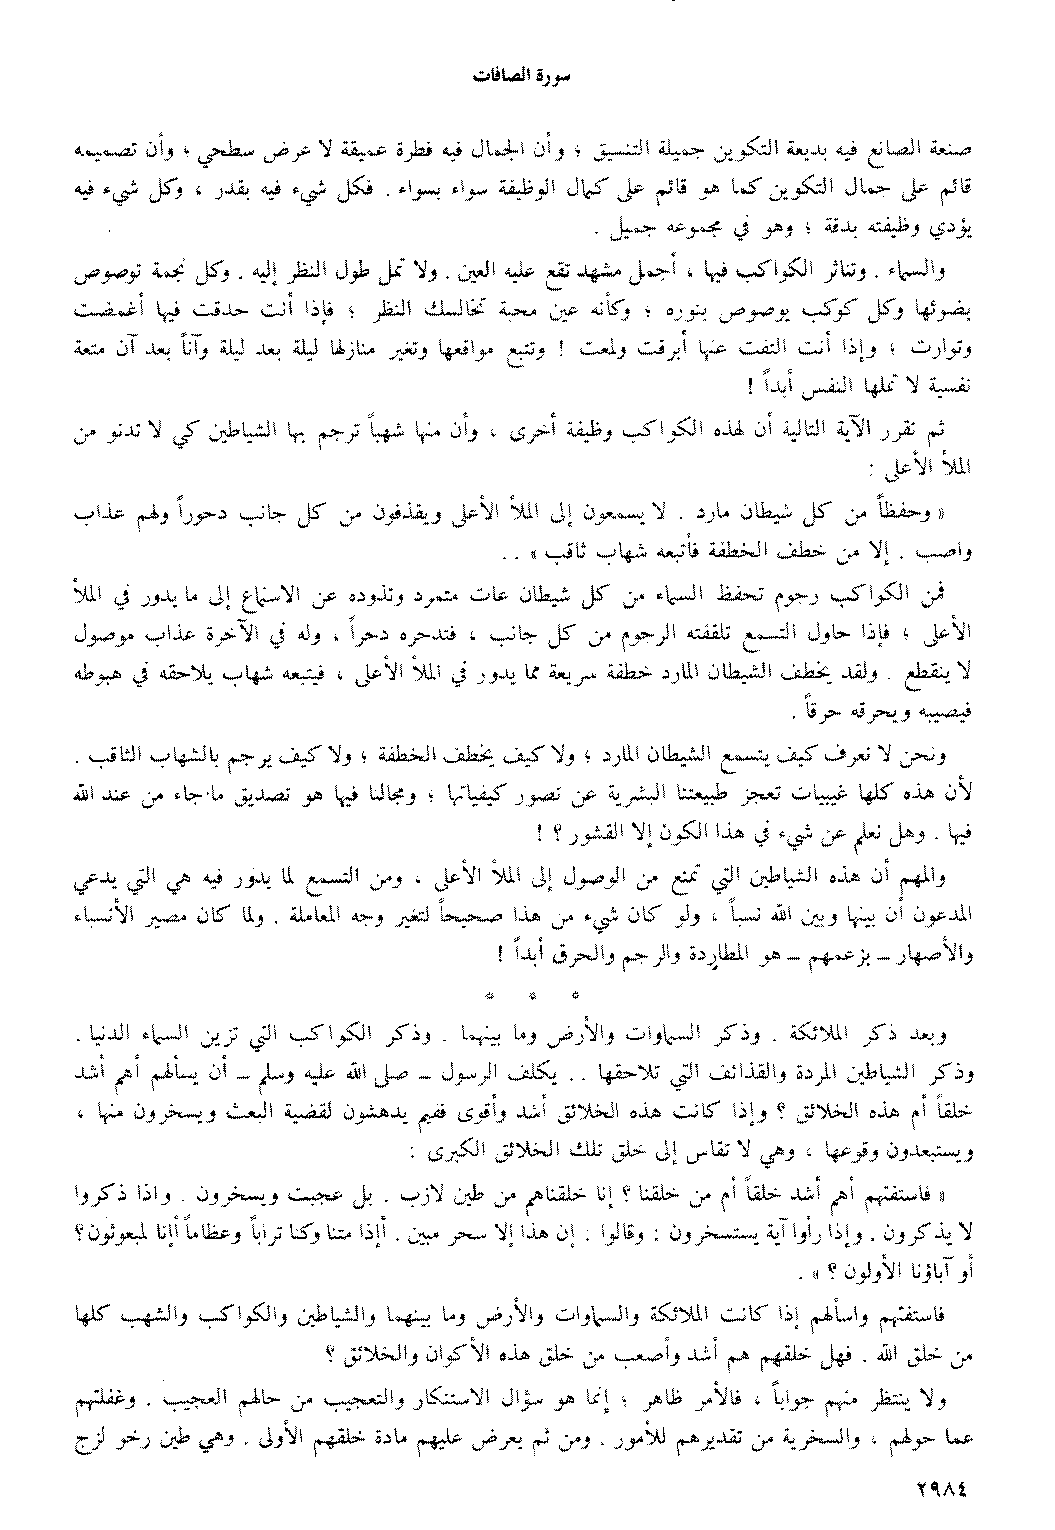 سورة الصافات
صنعة الصانع فيه بديعة التكوين جميلة التنسيق ؛ وأن الجمال فيه فطرة عميقة لا عرض سطحي ؛ وأن تصميمه
قائم على جمال التكوين كما هو قائم على كمال الوظيفة سواء بسواء . فكل شيء فيه بقدر ، وكل شيء فيه
يؤدي وظيفته بدقة ؛ وهو في مجموعه جميل .
والسماء . وتناثر الكواكب فيها ، أجمل مشهد تقع عليه العين . ولا تمل طول النظر إليه . وكل نجمة توصوص
بضوئها وكل كوكب يوصوص بنوره ؛ وكأنه عين محبة تخالسك النظر ؛ فإذا أنت حدقت فيها أغمضت
وتوارت ؛ وإذا أنت التفت عنها أبرقت ولمعت ! وتتبع مواقعها وتغير منازلها ليلة بعد ليلة وآناً بعد آن متعة
نفسية لا تملها النفس أبداً !
ثم تقرر الآية التالية أن لهذه الكواكب وظيفة أخرى ، وأن منها شهباً ترجم بها الشياطين كي لا تدنو من
الملأ الأعلى :
« وحفظاً من كل شيطان مارد . لا يسمعون إلى الملأ الأعلى ويقذفون من كل جانب دحوراً ولهم عذاب
واصب . إلا من خطف الخطفة فأتبعه شهاب ثاقب » . .
فمن الكواكب رجوم تحفظ السماء من كل شيطان عات متمرد وتذوده عن الاستماع إلى ما يدور في الملأ
الأعلى ؛ فإذا حاول التسمع تلقفته الرجوم من كل جانب ، فتدحره دحراً ، وله في الآخرة عذاب موصول
لا ينقطع . ولقد يخطف الشيطان المارد خطفة سريعة مما يدور في الملأ الأعلى ، فيتبعه شهاب يلاحقه في هبوطه
فيصيبه ويحرقه حرقاً .
ونحن لا نعرف كيف يتسمع الشيطان المارد ؛ ولا كيف يخطف الخطفة ؛ ولا كيف يرجم بالشهاب الثاقب .
لأن هذه كلها غيبيات تعجز طبيعتنا البشرية عن تصور كيفياتها ؛ ومجالنا فيها هو تصديق ما جاء من عند الله
فيها . وهل نعلم عن شيء في هذا الكون إلا القشور ؟ !
والمهم أن هذه الشياطين التي تمنع من الوصول إلى الملأ الأعلى ، ومن التسمع لما يدور فيه هي التي يدعي
المدعون أن بينها وبين الله نسباً ، ولو كان شيء من هذا صحيحاً لتغير وجه المعاملة . ولما كان مصير الأنسباء
والأصهار – بزعمهم – هو المطاردة والرجم والحرق أبداً !
* * *
وبعد ذكر الملائكة . وذكر السماوات والأرض وما بينهما . وذكر الكواكب التي تزين السماء الدنيا .
وذكر الشياطين المردة والقذائف التي تلاحقها . . يكلف الرسول – صلى الله عليه وسلم – أن يسألهم أهم أشد
خلقاً أم هذه الخلائق ؟ وإذا كانت هذه الخلائق أشد وأقوى ففيم يدهشون لقضية البعث ويسخرون منها ،
ويستبعدون وقوعها ، وهي لا تقاس إلى خلق تلك الخلائق الكبرى :
« فاستفتهم أهم أشد خلقاً أم من خلقنا ؟ إنا خلقناهم من طين لازب . بل عجبت ويسخرون . واذا ذكروا
لا يذكرون . وإذا رأوا آية يستسخرون : وقالوا : إن هذا إلا سحر مبين . أإذا متنا وكنا تراباً وعظاماً أإنا لمبعوثون ؟
أو آباؤنا الأولون ؟ » .
فاستفتهم واسألهم إذا كانت الملائكة والسماوات والأرض وما بينهما والشياطين والكواكب والشهب كلها
من خلق الله . فهل خلقهم هم أشد وأصعب من خلق هذه الأكوان والخلائق ؟
ولا ينتظر منهم جواباً ، فالأمر ظاهر ؛ إنما هو سؤال الاستنكار والتعجيب من حالهم العجيب . وغفلتهم
عما حولهم ، والسخرية من تقديرهم للأمور . ومن ثم يعرض عليهم مادة خلقهم الأولى . وهي طين رخو لزج
٢٩٨٤